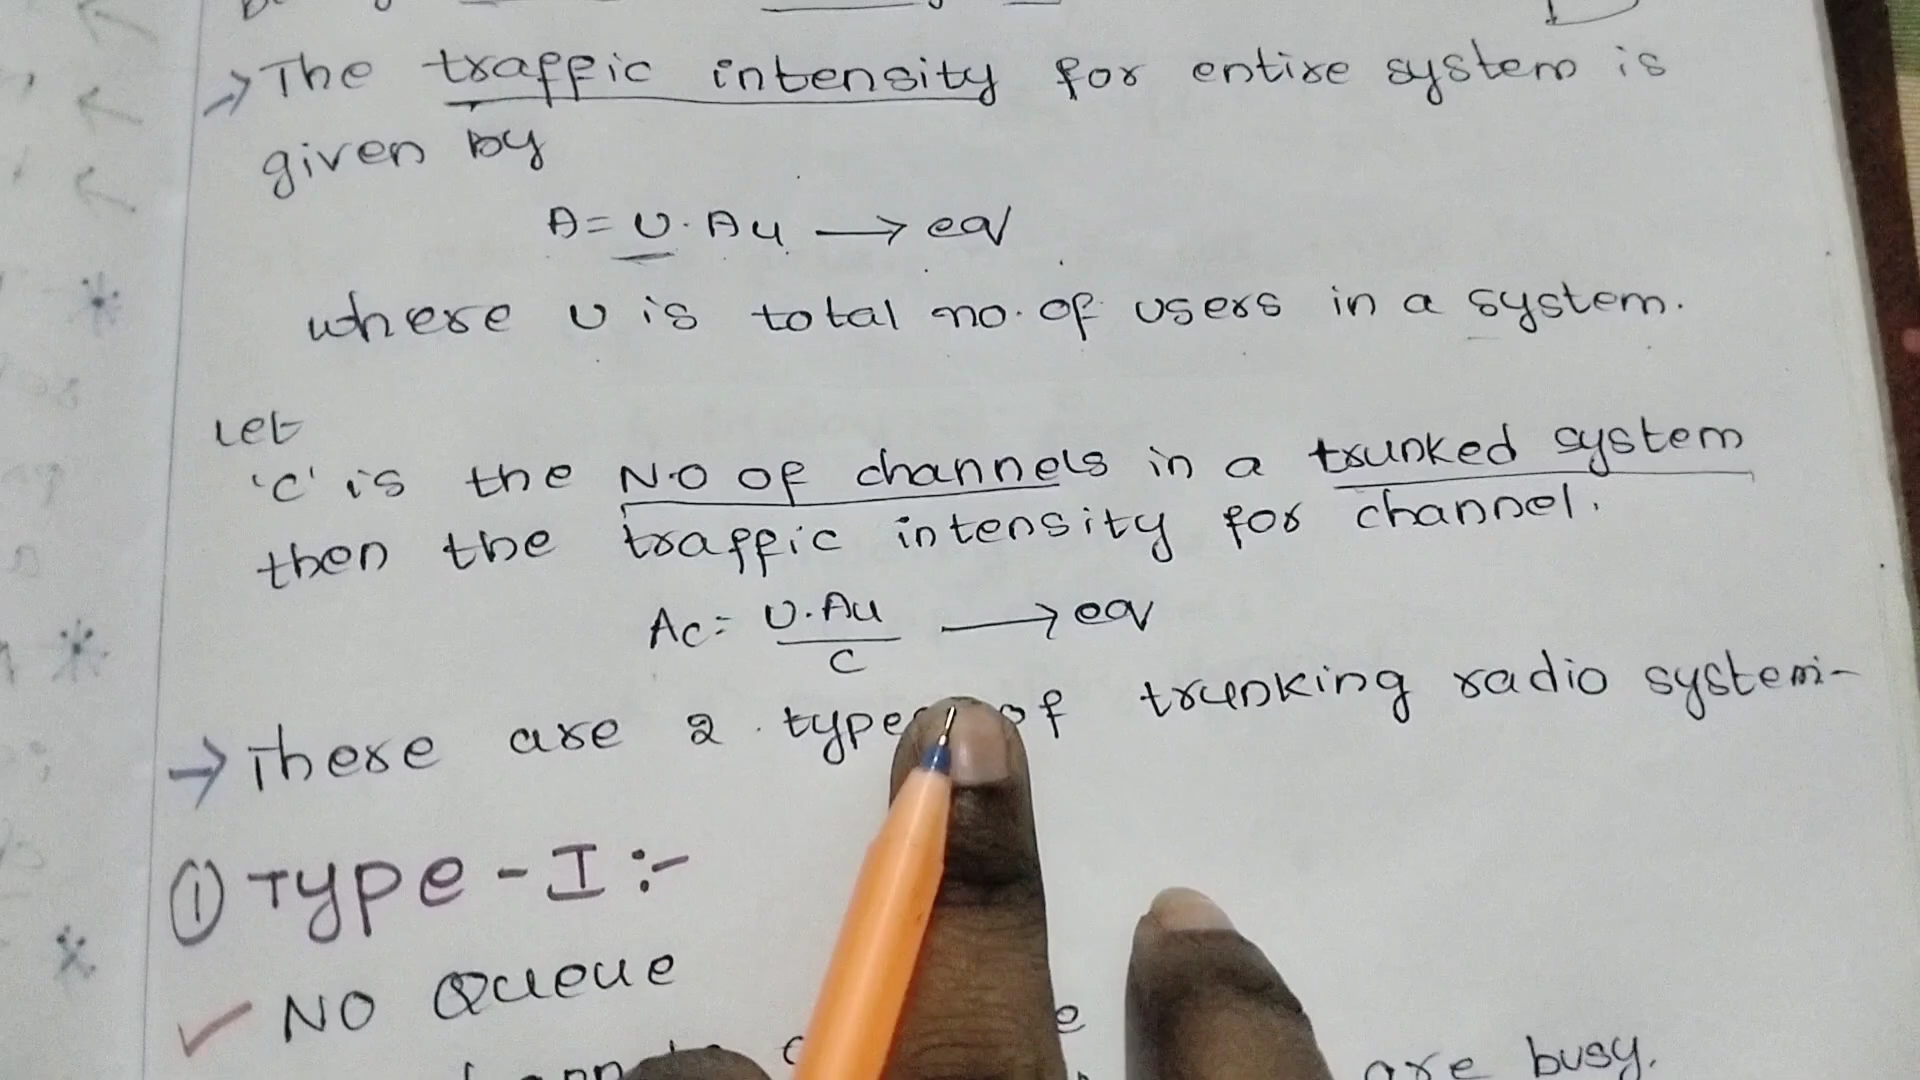 → The traffic intensity for entire system is
given by
A = U. Au → eq
where U is total no. of users in a system.
Let
'C' is the NO OF channels in a trunked system
then the traffic intensity for channel.
Ac = U. Au / C → eq
→ There are 2 types of trunking radio system-
① Type - I :-
✓ NO Queue
are busy.